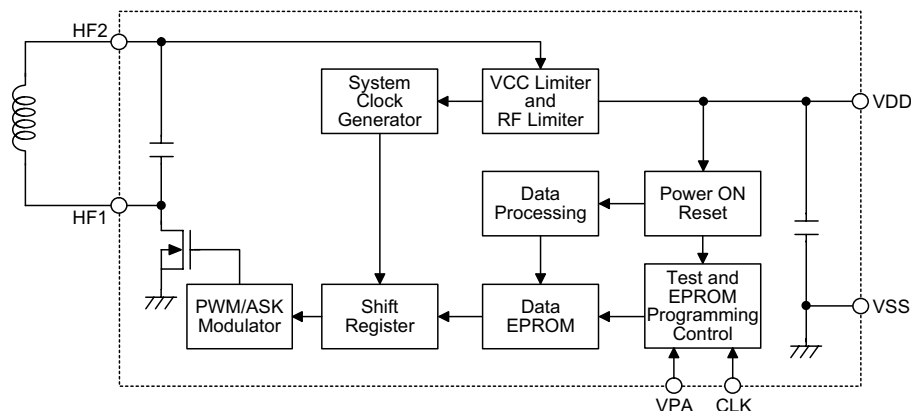 HF2
System
Clock
Generator
VCC Limiter
and
RF Limiter
VDD
HF1
Data
Processing
Power ON
Reset
PWM/ASK
Modulator
Shift
Register
Data
EPROM
Test and
EPROM
Programming
Control
VSS
VPA
CLK